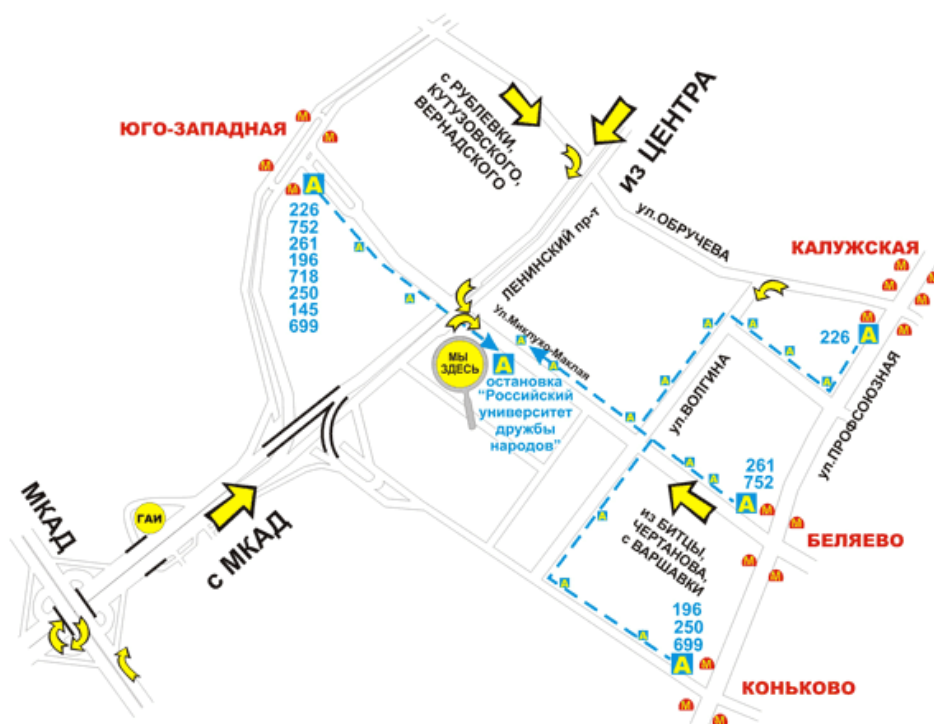 с РУБЛЕВКИ,
КУТУЗОВСКОГО,
ВЕРНАДСКОГО
из ЦЕНТРА
ЮГО-ЗАПАДНАЯ
М
М
М
М
А
226
752
261
196
718
250
145
699
А
А
ЛЕНИНСКИЙ пр-т
ул.ОБРУЧЕВА
КАЛУЖСКАЯ
М
М
М
М
М
226
А
А
А
А
ул.Миклухо-Маклая
А
А
МЫ
ЗДЕСЬ
А
остановка
"Российский
университет
дружбы
народов"
ул.ВОЛГИНА
ул.ПРОФСОЮЗНАЯ
А
А
А
261
752
А
М
М
БЕЛЯЕВО
М
М
из БИТЦЫ,
ЧЕРТАНОВА,
с ВАРШАВКИ
А
А
А
196
250
699
А
М
М
М
КОНЬКОВО
МКАД
ГАИ
с МКАД